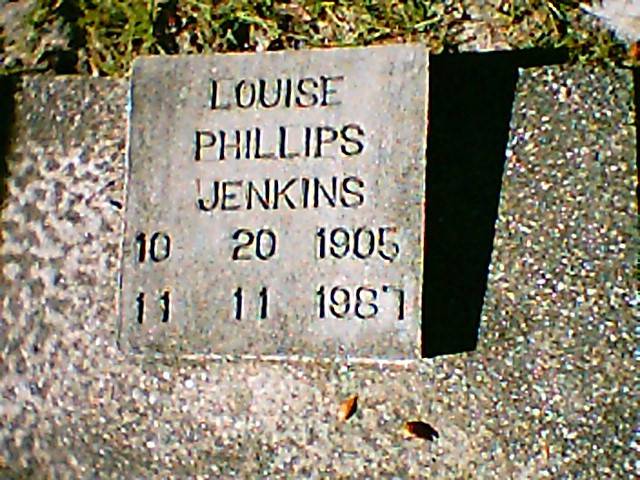 LOUISE
PHILLIPS
JENKINS
10 20 1905
11 11 1987